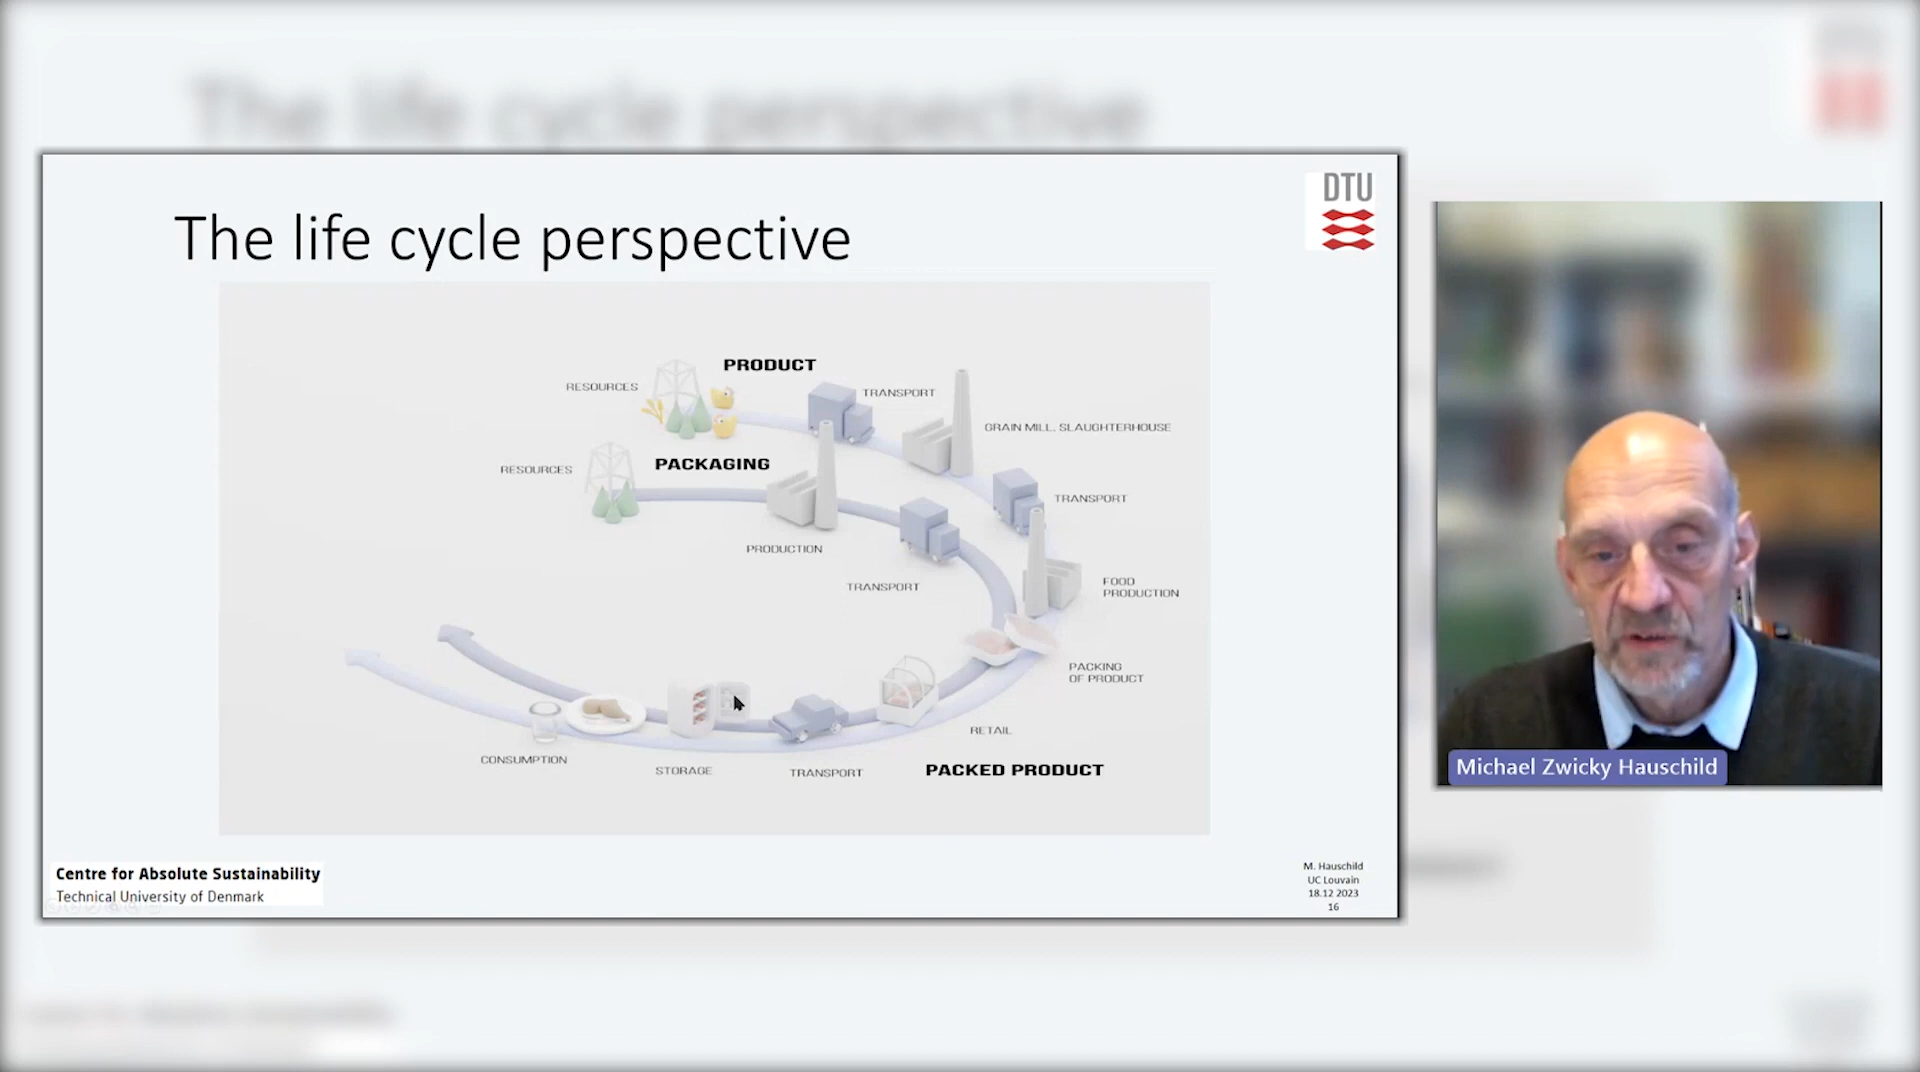 The life cycle perspective
DTU
PRODUCT
RESOURCES
TRANSPORT
GRAIN MILL, SLAUGHTERHOUSE
PACKAGING
RESOURCES
TRANSPORT
PRODUCTION
TRANSPORT
FOOD
PRODUCTION
PACKING
OF PRODUCT
RETAIL
CONSUMPTION
STORAGE
TRANSPORT
PACKED PRODUCT
Centre for Absolute Sustainability
Technical University of Denmark
M. Hauschild
UC Louvain
18.12 2023
16
Michael Zwicky Hauschild
The life cycle perspective